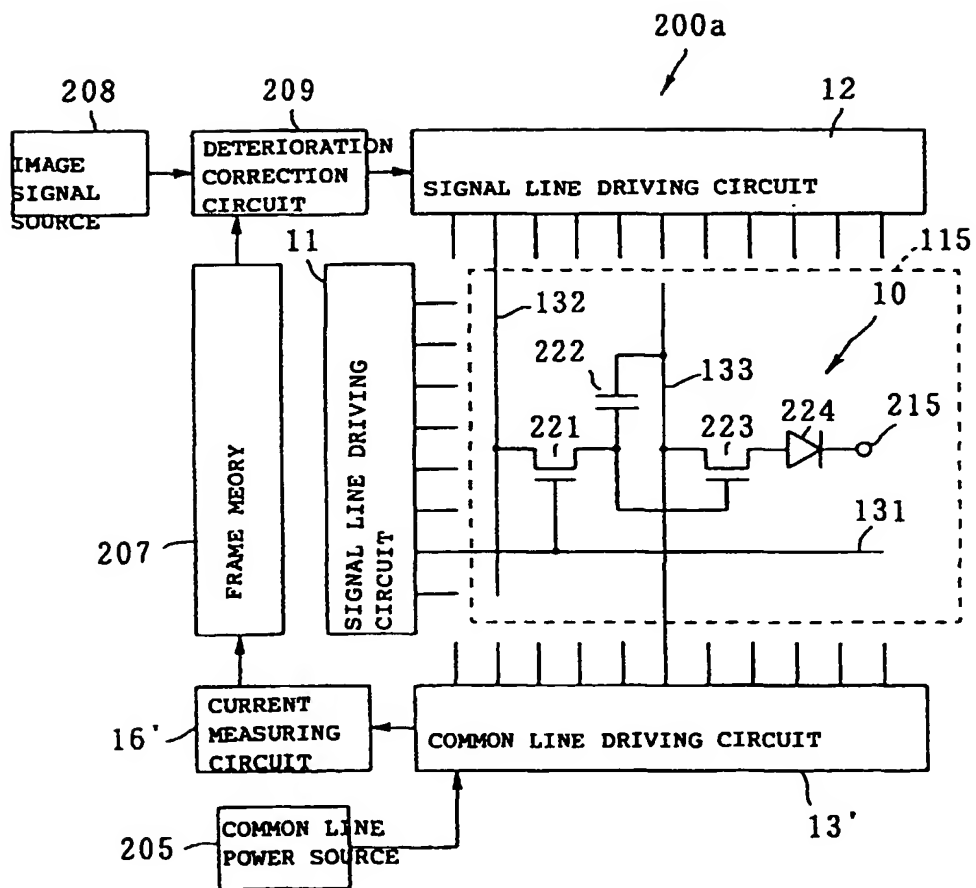 200a
208
209
12
IMAGE
SIGNAL
SOURCE
DETERIORATION
CORRECTION
CIRCUIT
SIGNAL LINE DRIVING CIRCUIT
11
115
132
10
222
133
224
215
221
223
FRAME MEORY
SIGNAL LINE DRIVING
CIRCUIT
207
131
CURRENT
MEASURING
CIRCUIT
16'
COMMON LINE DRIVING CIRCUIT
13'
205
COMMON LINE
POWER SOURCE